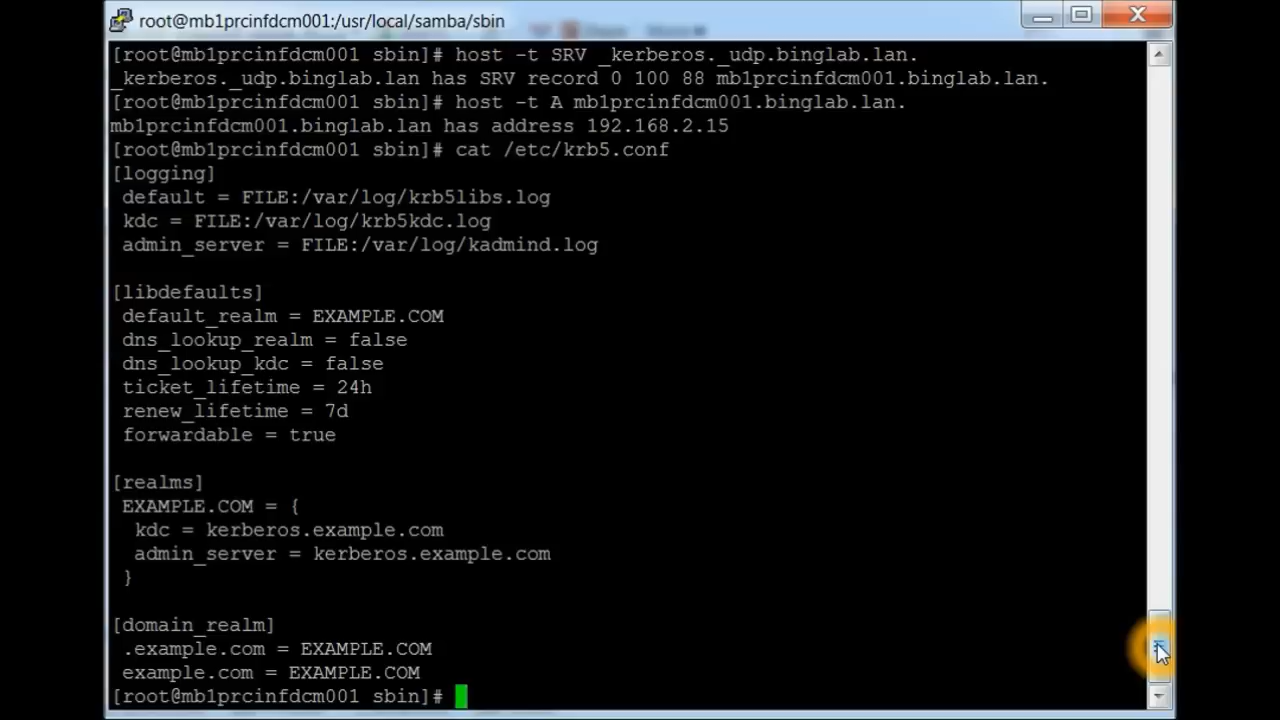 root@mb1prcinfdcm001:/usr/local/samba/sbin
[root@mb1prcinfdcm001 sbin]# host -t SRV _kerberos._udp.binglab.lan.
_kerberos._udp.binglab.lan has SRV record 0 100 88 mb1prcinfdcm001.binglab.lan.
[root@mb1prcinfdcm001 sbin]# host -t A mb1prcinfdcm001.binglab.lan.
mb1prcinfdcm001.binglab.lan has address 192.168.2.15
[root@mb1prcinfdcm001 sbin]# cat /etc/krb5.conf
[logging]
 default = FILE:/var/log/krb5libs.log
 kdc = FILE:/var/log/krb5kdc.log
 admin_server = FILE:/var/log/kadmind.log

[libdefaults]
 default_realm = EXAMPLE.COM
 dns_lookup_realm = false
 dns_lookup_kdc = false
 ticket_lifetime = 24h
 renew_lifetime = 7d
 forwardable = true

[realms]
 EXAMPLE.COM = {
  kdc = kerberos.example.com
  admin_server = kerberos.example.com
 }

[domain_realm]
 .example.com = EXAMPLE.COM
 example.com = EXAMPLE.COM
[root@mb1prcinfdcm001 sbin]#